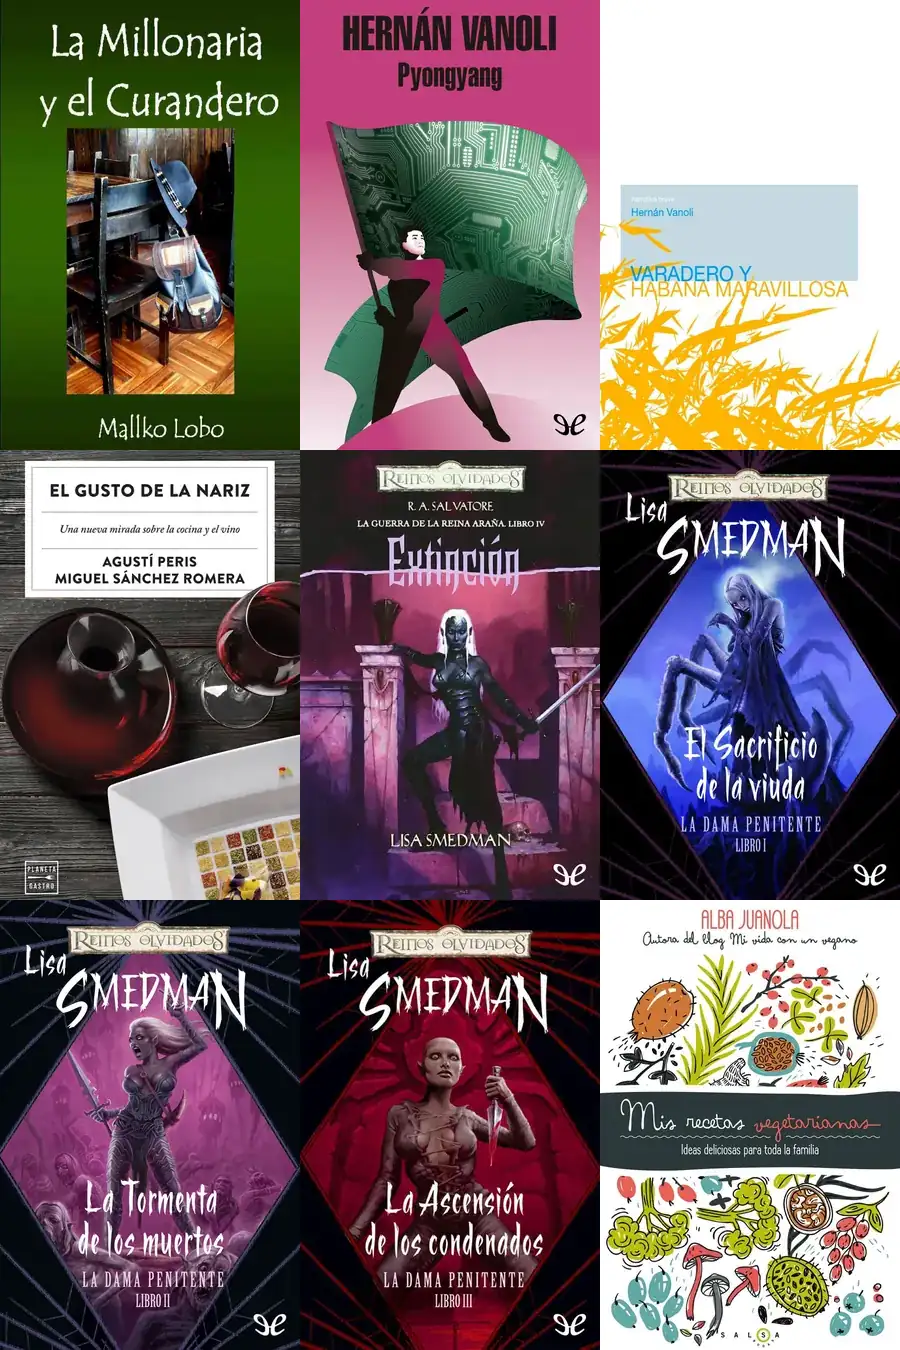 La Millonaria
y el Curandero
Mallko Lobo
HERNÁN VANOLI
Pyongyang
Hernán Vanoli
VARADERO Y
HABANA MARAVILLOSA
EL GUSTO DE LA NARIZ
Una nueva mirada sobre la cocina y el vino
AGUSTÍ PERIS
MIGUEL SÁNCHEZ ROMERA
PLANETA
GASTRO
REINOS OLVIDADOS
R. A. SALVATORE
LA GUERRA DE LA REINA ARAÑA. LIBRO IV
Extinción
LISA SMEDMAN
REINOS OLVIDADOS
Lisa
SMEDMAN
El Sacrificio
de la viuda
LA DAMA PENITENTE
LIBRO I
REINOS OLVIDADOS
Lisa
SMEDMAN
La Tormenta
de los muertos
LA DAMA PENITENTE
LIBRO II
REINOS OLVIDADOS
Lisa
SMEDMAN
La Ascensión
de los condenados
LA DAMA PENITENTE
LIBRO III
ALBA JUANOLA
Autora del blog Mi vida con un vegano
Mis recetas vegetarianas
Ideas deliciosas para toda la familia
SALSA